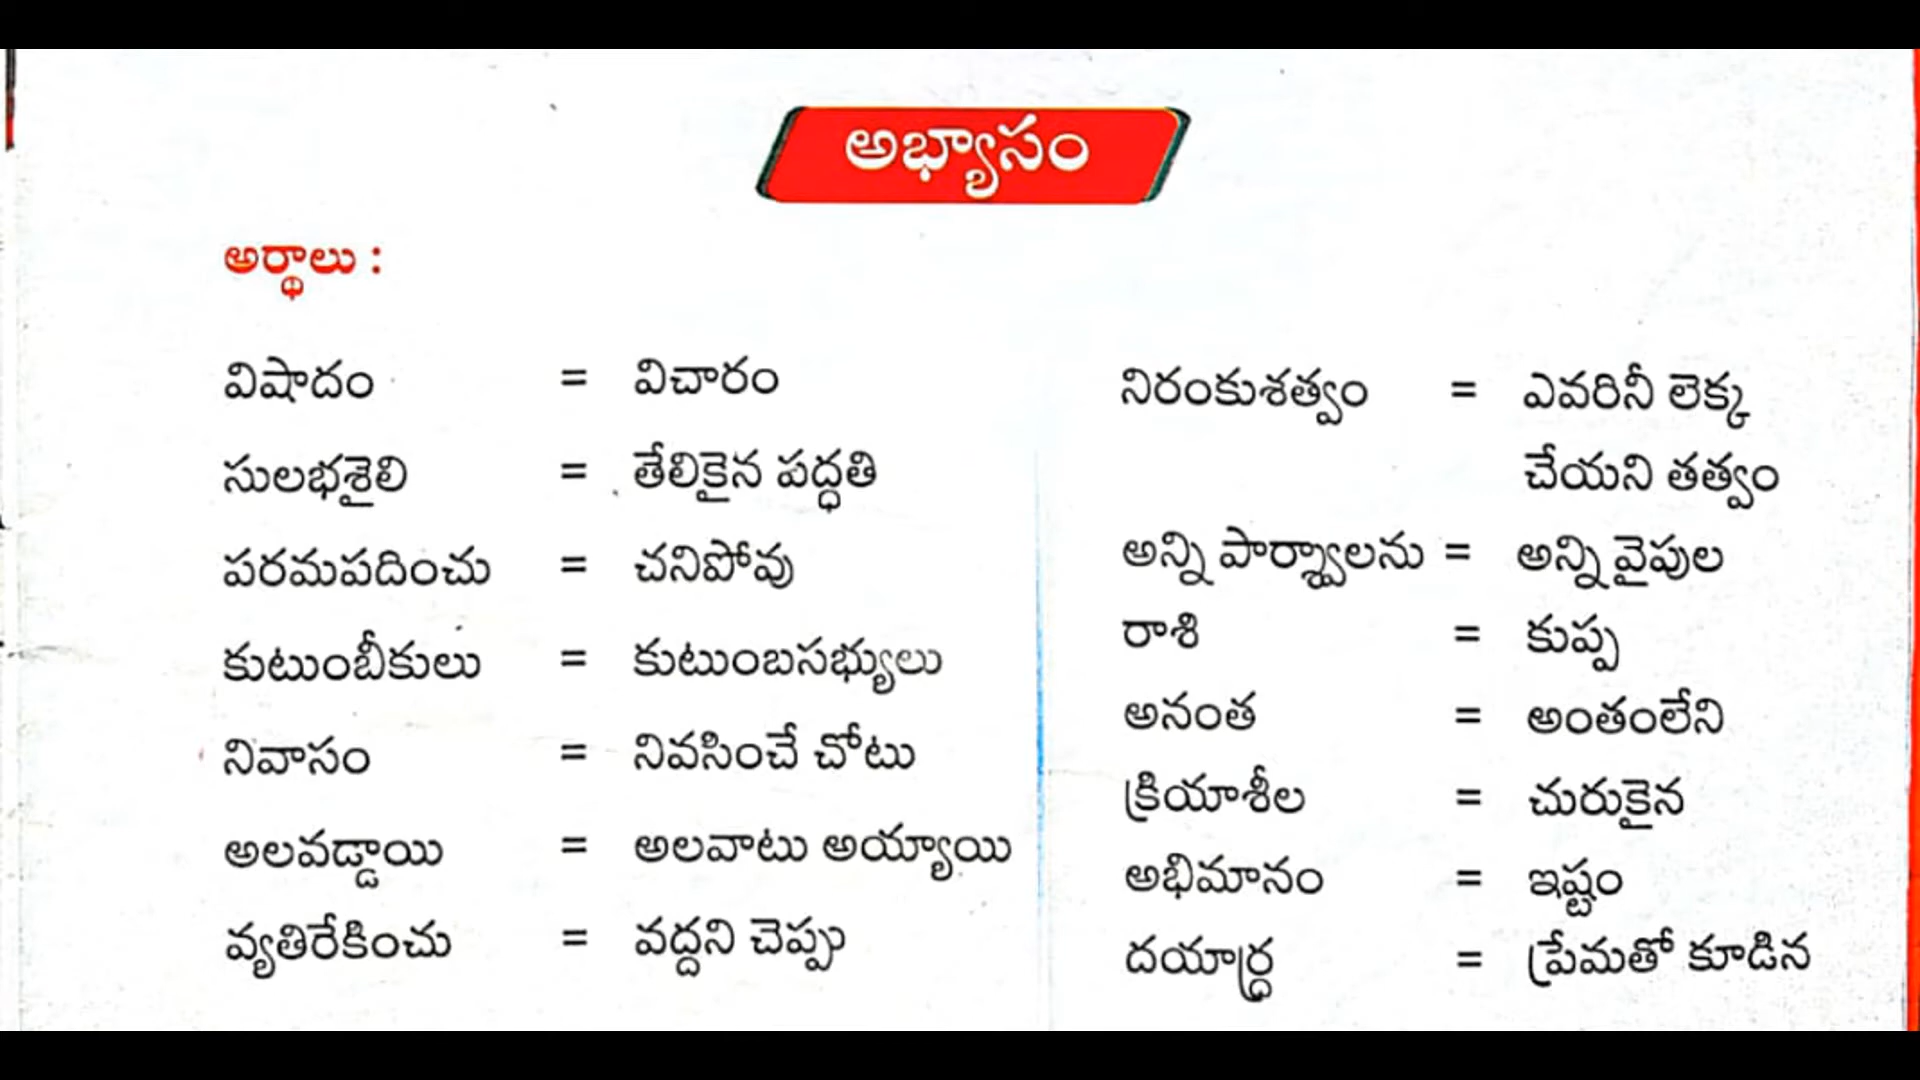 అభ్యాసం
అర్థాలు :
విషాదం = విచారం
సులభశైలి = తేలికైన పద్ధతి
పరమపదించు = చనిపోవు
కుటుంబీకులు = కుటుంబసభ్యులు
నివాసం = నివసించే చోటు
అలవడ్డాయి = అలవాటు అయ్యాయి
వ్యతిరేకించు = వద్దని చెప్పు
నిరంకుశత్వం = ఎవరినీ లెక్క
చేయని తత్వం
అన్ని పార్శ్వాలను = అన్ని వైపుల
రాశి = కుప్ప
అనంత = అంతంలేని
క్రియాశీల = చురుకైన
అభిమానం = ఇష్టం
దయార్ద్ర = ప్రేమతో కూడిన